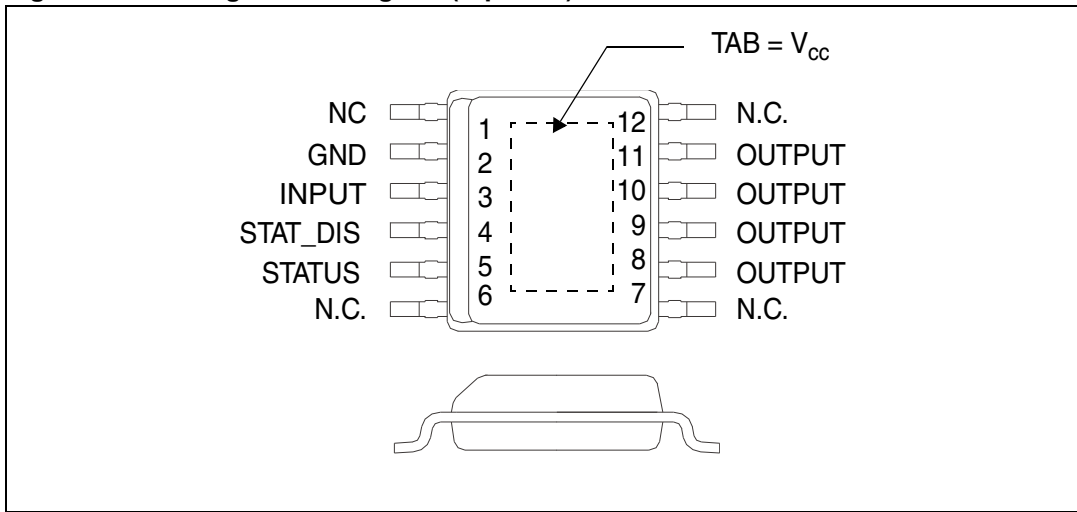 TAB = Vcc
NC 1 12 N.C.
GND 2 11 OUTPUT
INPUT 3 10 OUTPUT
STAT_DIS 4 9 OUTPUT
STATUS 5 8 OUTPUT
N.C. 6 7 N.C.